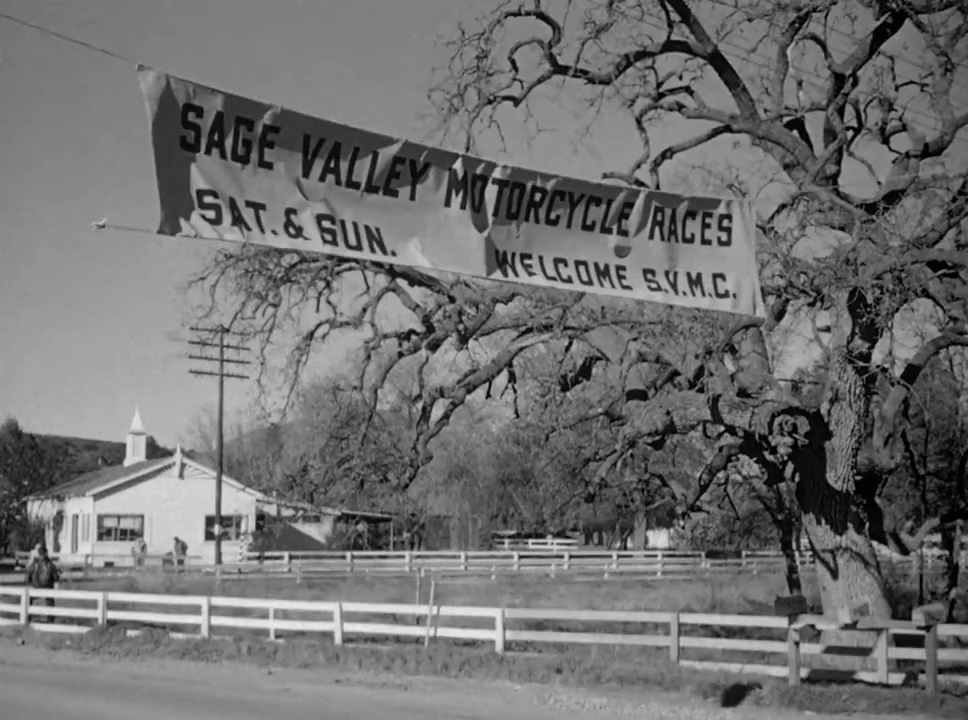 SAGE VALLEY MOTORCYCLE RACES
SAT. & SUN. WELCOME S.V.M.C.